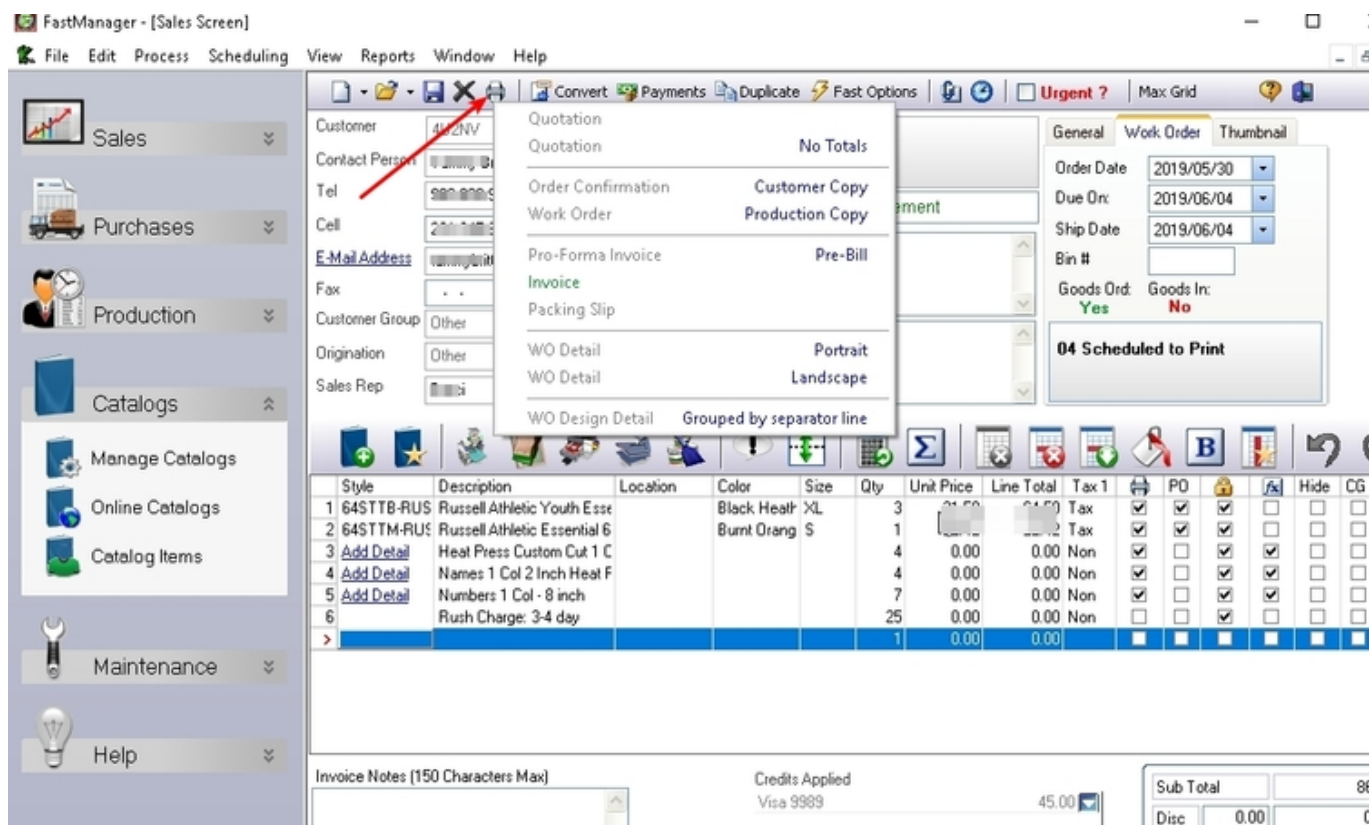 FastManager - [Sales Screen]
File Edit Process Scheduling View Reports Window Help
Convert Payments Duplicate Fast Options Urgent ? Max Grid
Sales
Purchases
Production
Catalogs
Manage Catalogs
Online Catalogs
Catalog Items
Maintenance
Help
Customer
Contact Person
Tel
Cell
E-Mail Address
Fax
Customer Group Other
Origination Other
Sales Rep
Quotation
Quotation No Totals
Order Confirmation Customer Copy
Work Order Production Copy
Pro-Forma Invoice Pre-Bill
Invoice
Packing Slip
WO Detail Portrait
WO Detail Landscape
WO Design Detail Grouped by separator line
General Work Order Thumbnail
Order Date 2019/05/30
Due On: 2019/06/04
Ship Date 2019/06/04
Bin #
Goods Ord: Goods In:
Yes No
04 Scheduled to Print
Style Description Location Color Size Qty Unit Price Line Total Tax 1 PO fx Hide CG
1 64STTB-RUS Russell Athletic Youth Esse Black Heath XL 3 Tax
2 64STTM-RUS Russell Athletic Essential 6 Burnt Orang S 1 Tax
3 Add Detail Heat Press Custom Cut 1 C 4 0.00 0.00 Non
4 Add Detail Names 1 Col 2 Inch Heat F 4 0.00 0.00 Non
5 Add Detail Numbers 1 Col - 8 inch 7 0.00 0.00 Non
6 Rush Charge: 3-4 day 25 0.00 0.00 Non
> 1 0.00 0.00
Invoice Notes (150 Characters Max)
Credits Applied
Visa 9989 45.00
Sub Total
Disc 0.00